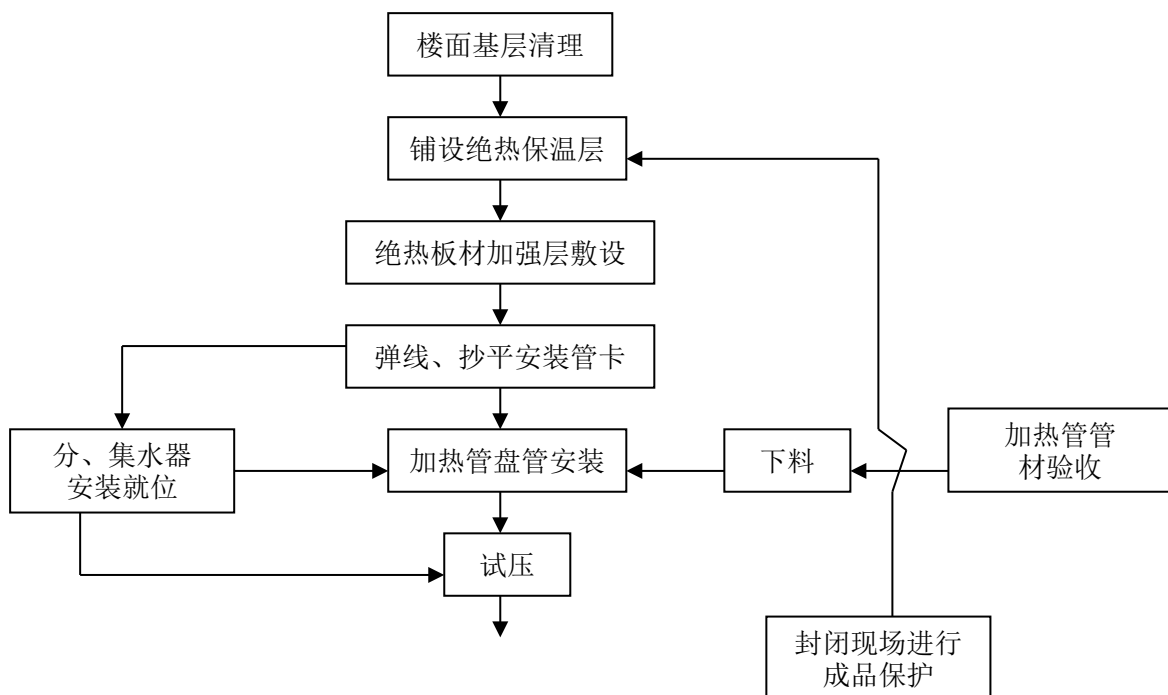 楼面基层清理
铺设绝热保温层
绝热板材加强层敷设
弹线、抄平安装管卡
分、集水器
安装就位
加热管盘管安装
下料
加热管管
材验收
试压
封闭现场进行
成品保护